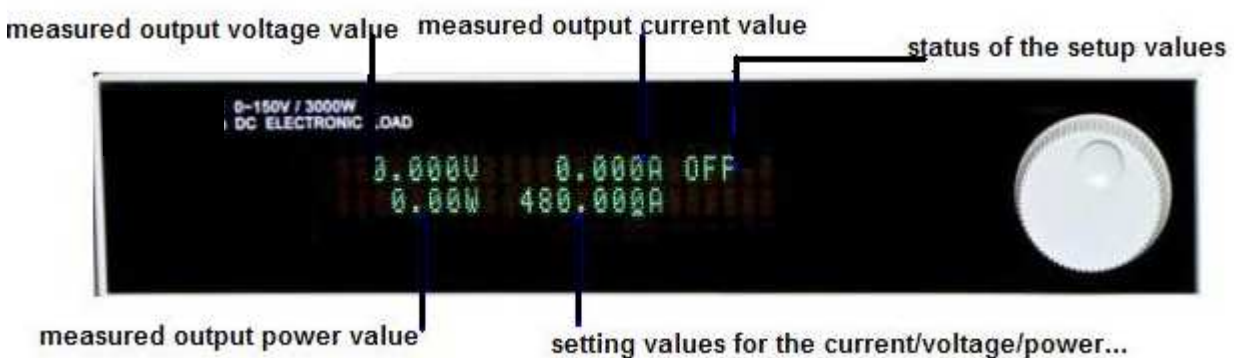 measured output voltage value
measured output current value
status of the setup values
0~150V / 3000W
DC ELECTRONIC LOAD
0.000V 0.000A OFF
0.00W 480.000A
measured output power value
setting values for the current/voltage/power...